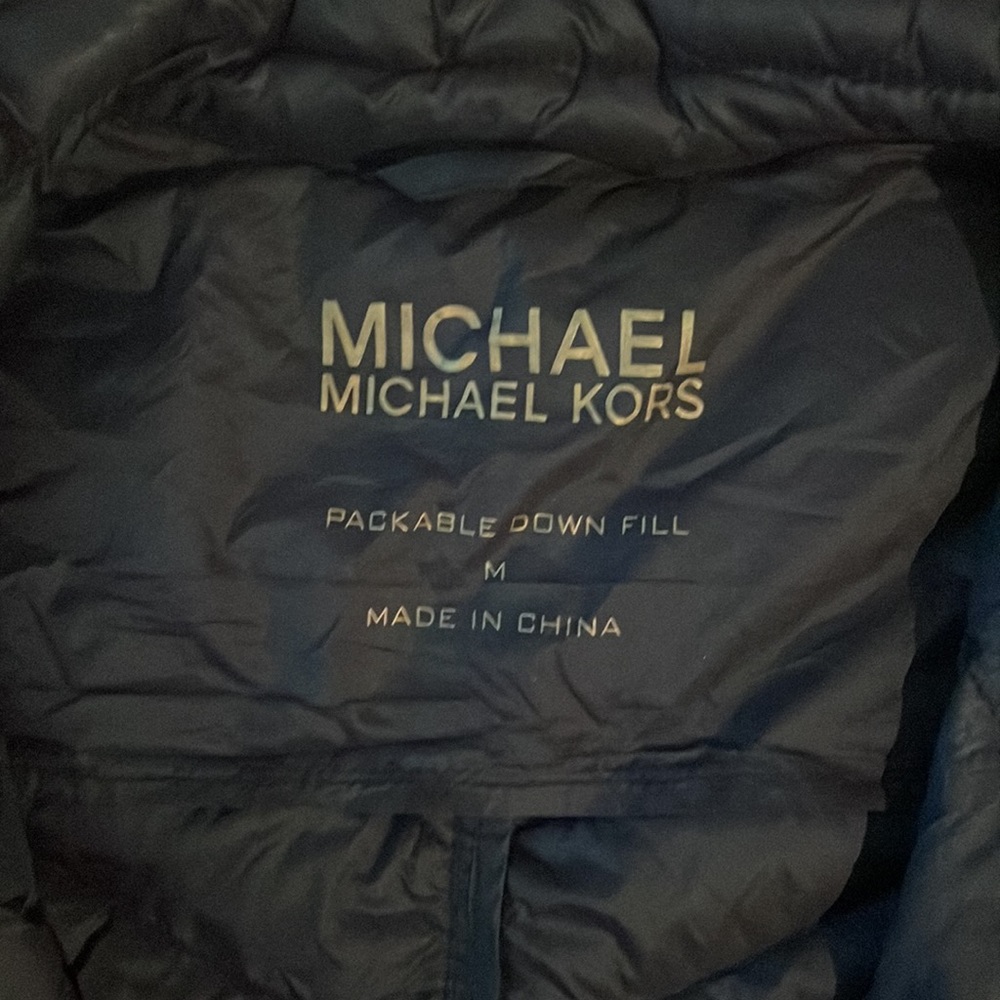 MICHAEL
MICHAEL KORS
PACKABLE DOWN FILL
M
MADE IN CHINA